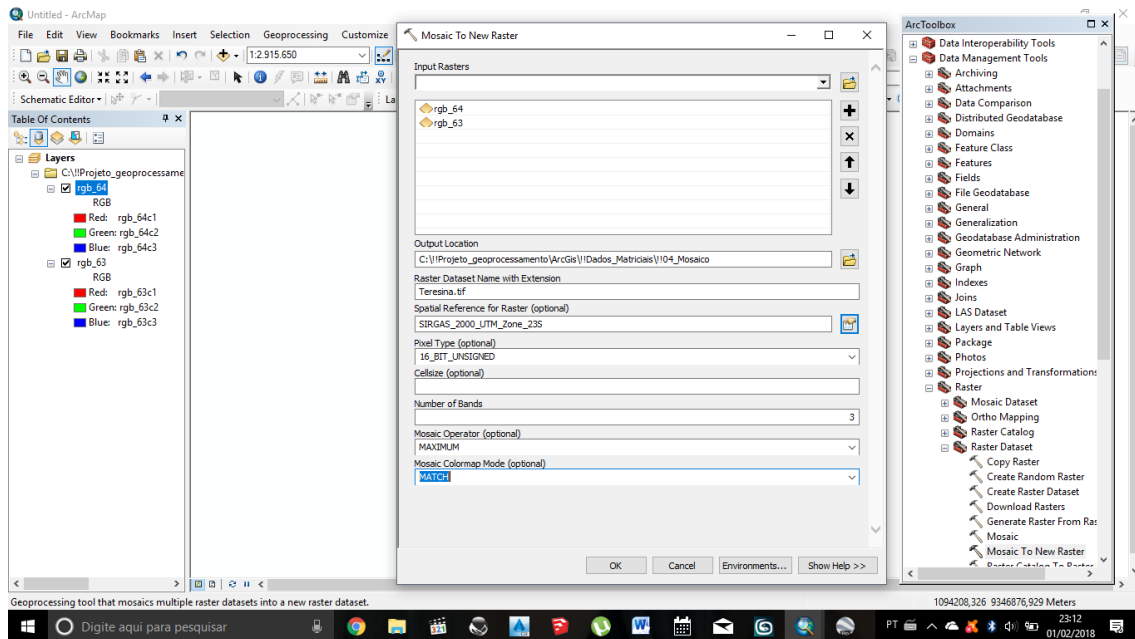 Untitled - ArcMap
File Edit View Bookmarks Insert Selection Geoprocessing Customize
1:2.915.650
Schematic Editor
La
Table Of Contents
Layers
C:\!!Projeto_geoprocessame
rgb_64
RGB
Red: rgb_64c1
Green: rgb_64c2
Blue: rgb_64c3
rgb_63
RGB
Red: rgb_63c1
Green: rgb_63c2
Blue: rgb_63c3
Mosaic To New Raster
Input Rasters
rgb_64
rgb_63
Output Location
C:\!!Projeto_geoprocessamento\ArcGis\!!Dados_Matriciais\!!04_Mosaico
Raster Dataset Name with Extension
Teresina.tif
Spatial Reference for Raster (optional)
SIRGAS_2000_UTM_Zone_23S
Pixel Type (optional)
16_BIT_UNSIGNED
Cellsize (optional)
Number of Bands
3
Mosaic Operator (optional)
MAXIMUM
Mosaic Colormap Mode (optional)
MATCH
OK Cancel Environments... Show Help >>
ArcToolbox
Data Interoperability Tools
Data Management Tools
Archiving
Attachments
Data Comparison
Distributed Geodatabase
Domains
Feature Class
Features
Fields
File Geodatabase
General
Generalization
Geodatabase Administration
Geometric Network
Graph
Indexes
Joins
LAS Dataset
Layers and Table Views
Package
Photos
Projections and Transformations
Raster
Mosaic Dataset
Ortho Mapping
Raster Catalog
Raster Dataset
Copy Raster
Create Random Raster
Create Raster Dataset
Download Rasters
Generate Raster From Ras
Mosaic
Mosaic To New Raster
Raster Catalog To Raster
Geoprocessing tool that mosaics multiple raster datasets into a new raster dataset.
1094208,326 9346876,929 Meters
Digite aqui para pesquisar
321
PT
23:12
01/02/2018